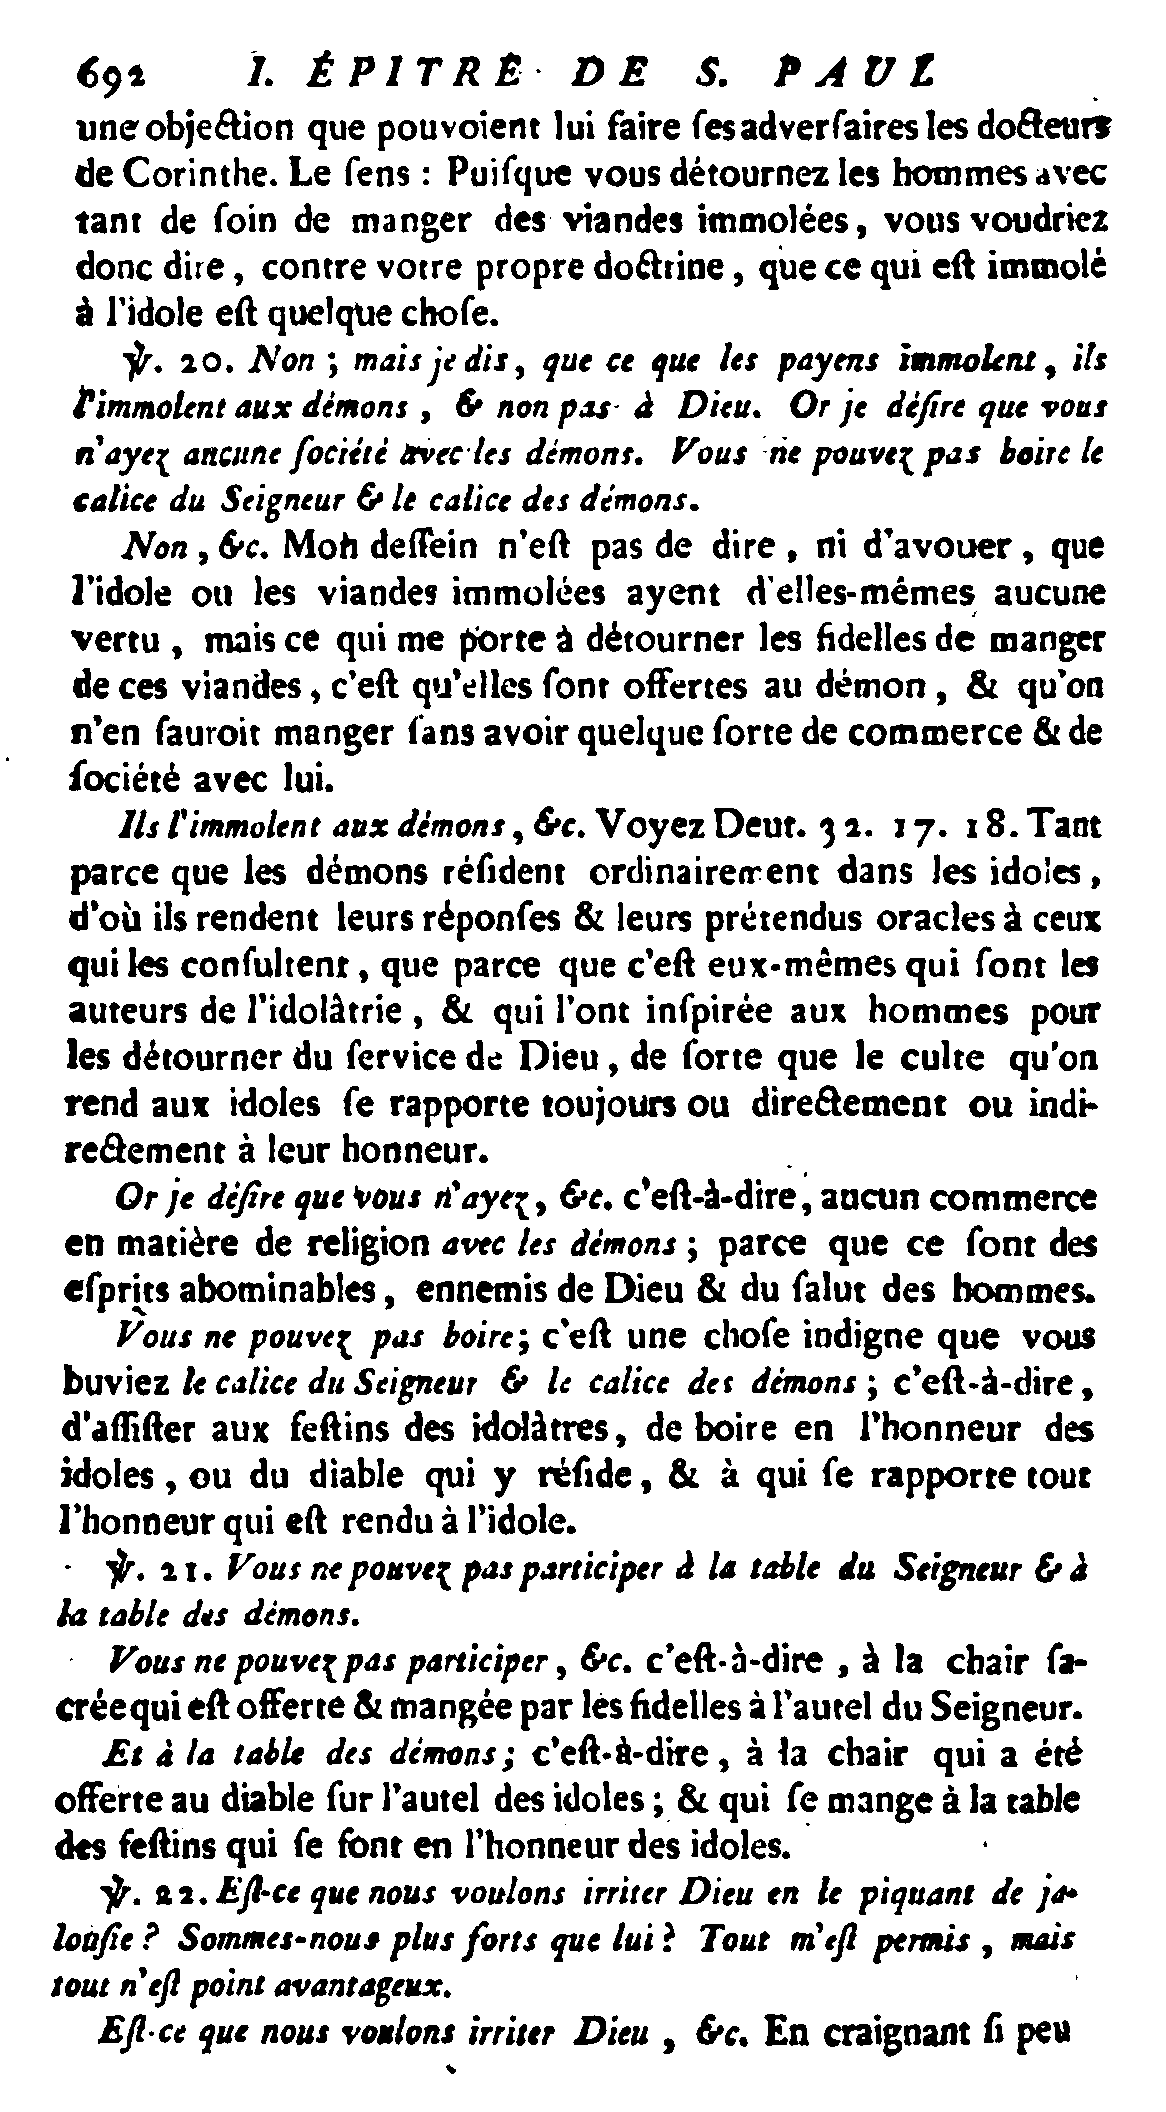 692 I. ÉPITRE DE S. PAUL
une objection que pouvoient lui faire ſes adverſaires les docteurs
de Corinthe. Le ſens : Puiſque vous détournez les hommes avec
tant de ſoin de manger des viandes immolées, vous voudriez
donc dire, contre votre propre doctrine, que ce qui eſt immolé
à l'idole eſt quelque choſe.
℣. 20. Non ; mais je dis, que ce que les payens immolent, ils
l'immolent aux démons, & non pas à Dieu. Or je déſire que vous
n'ayez aucune ſociété avec les démons. Vous ne pouvez pas boire le
calice du Seigneur & le calice des démons.
Non, &c. Mon deſſein n'eſt pas de dire, ni d'avouer, que
l'idole ou les viandes immolées ayent d'elles-mêmes aucune
vertu, mais ce qui me porte à détourner les fidelles de manger
de ces viandes, c'eſt qu'elles ſont offertes au démon, & qu'on
n'en ſauroit manger ſans avoir quelque ſorte de commerce & de
ſociété avec lui.
Ils l'immolent aux démons, &c. Voyez Deut. 32. 17. 18. Tant
parce que les démons réſident ordinairement dans les idoles,
d'où ils rendent leurs réponſes & leurs prétendus oracles à ceux
qui les conſultent, que parce que c'eſt eux-mêmes qui ſont les
auteurs de l'idolâtrie, & qui l'ont inſpirée aux hommes pour
les détourner du ſervice de Dieu, de ſorte que le culte qu'on
rend aux idoles ſe rapporte toujours ou directement ou indi-
rectement à leur honneur.
Or je déſire que vous n'ayez, &c. c'eſt-à-dire, aucun commerce
en matière de religion avec les démons ; parce que ce ſont des
eſprits abominables, ennemis de Dieu & du ſalut des hommes.
Vous ne pouvez pas boire ; c'eſt une choſe indigne que vous
buviez le calice du Seigneur & le calice des démons ; c'eſt-à-dire,
d'aſſiſter aux feſtins des idolâtres, de boire en l'honneur des
idoles, ou du diable qui y réſide, & à qui ſe rapporte tout
l'honneur qui eſt rendu à l'idole.
℣. 21. Vous ne pouvez pas participer à la table du Seigneur & à
la table des démons.
Vous ne pouvez pas participer, &c. c'eſt-à-dire, à la chair ſa-
crée qui eſt offerte & mangée par les fidelles à l'autel du Seigneur.
Et à la table des démons ; c'eſt-à-dire, à la chair qui a été
offerte au diable ſur l'autel des idoles ; & qui ſe mange à la table
des feſtins qui ſe font en l'honneur des idoles.
℣. 22. Eſt-ce que nous voulons irriter Dieu en le piquant de ja-
louſie ? Sommes-nous plus forts que lui ? Tout m'eſt permis, mais
tout n'eſt point avantageux.
Eſt-ce que nous voulons irriter Dieu, &c. En craignant ſi peu